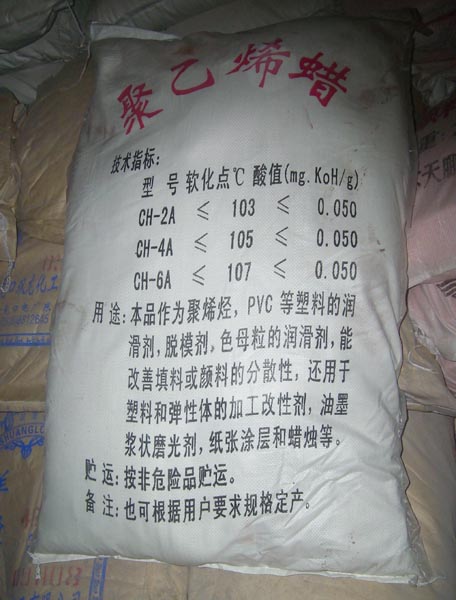 聚乙烯蜡
技术指标:
型 号 软化点℃ 酸值(mg.KoH/g)
CH-2A ≤ 103 ≤ 0.050
CH-4A ≤ 105 ≤ 0.050
CH-6A ≤ 107 ≤ 0.050
用 途:本品作为聚烯烃,PVC 等塑料的润
滑剂,脱模剂,色母粒的润滑剂,能
改善填料或颜料的分散性,还用于
塑料和弹性体的加工改性剂,油墨
浆状磨光剂,纸张涂层和蜡烛等。
贮 运:按非危险品贮运。
备 注:也可根据用户要求规格定产。